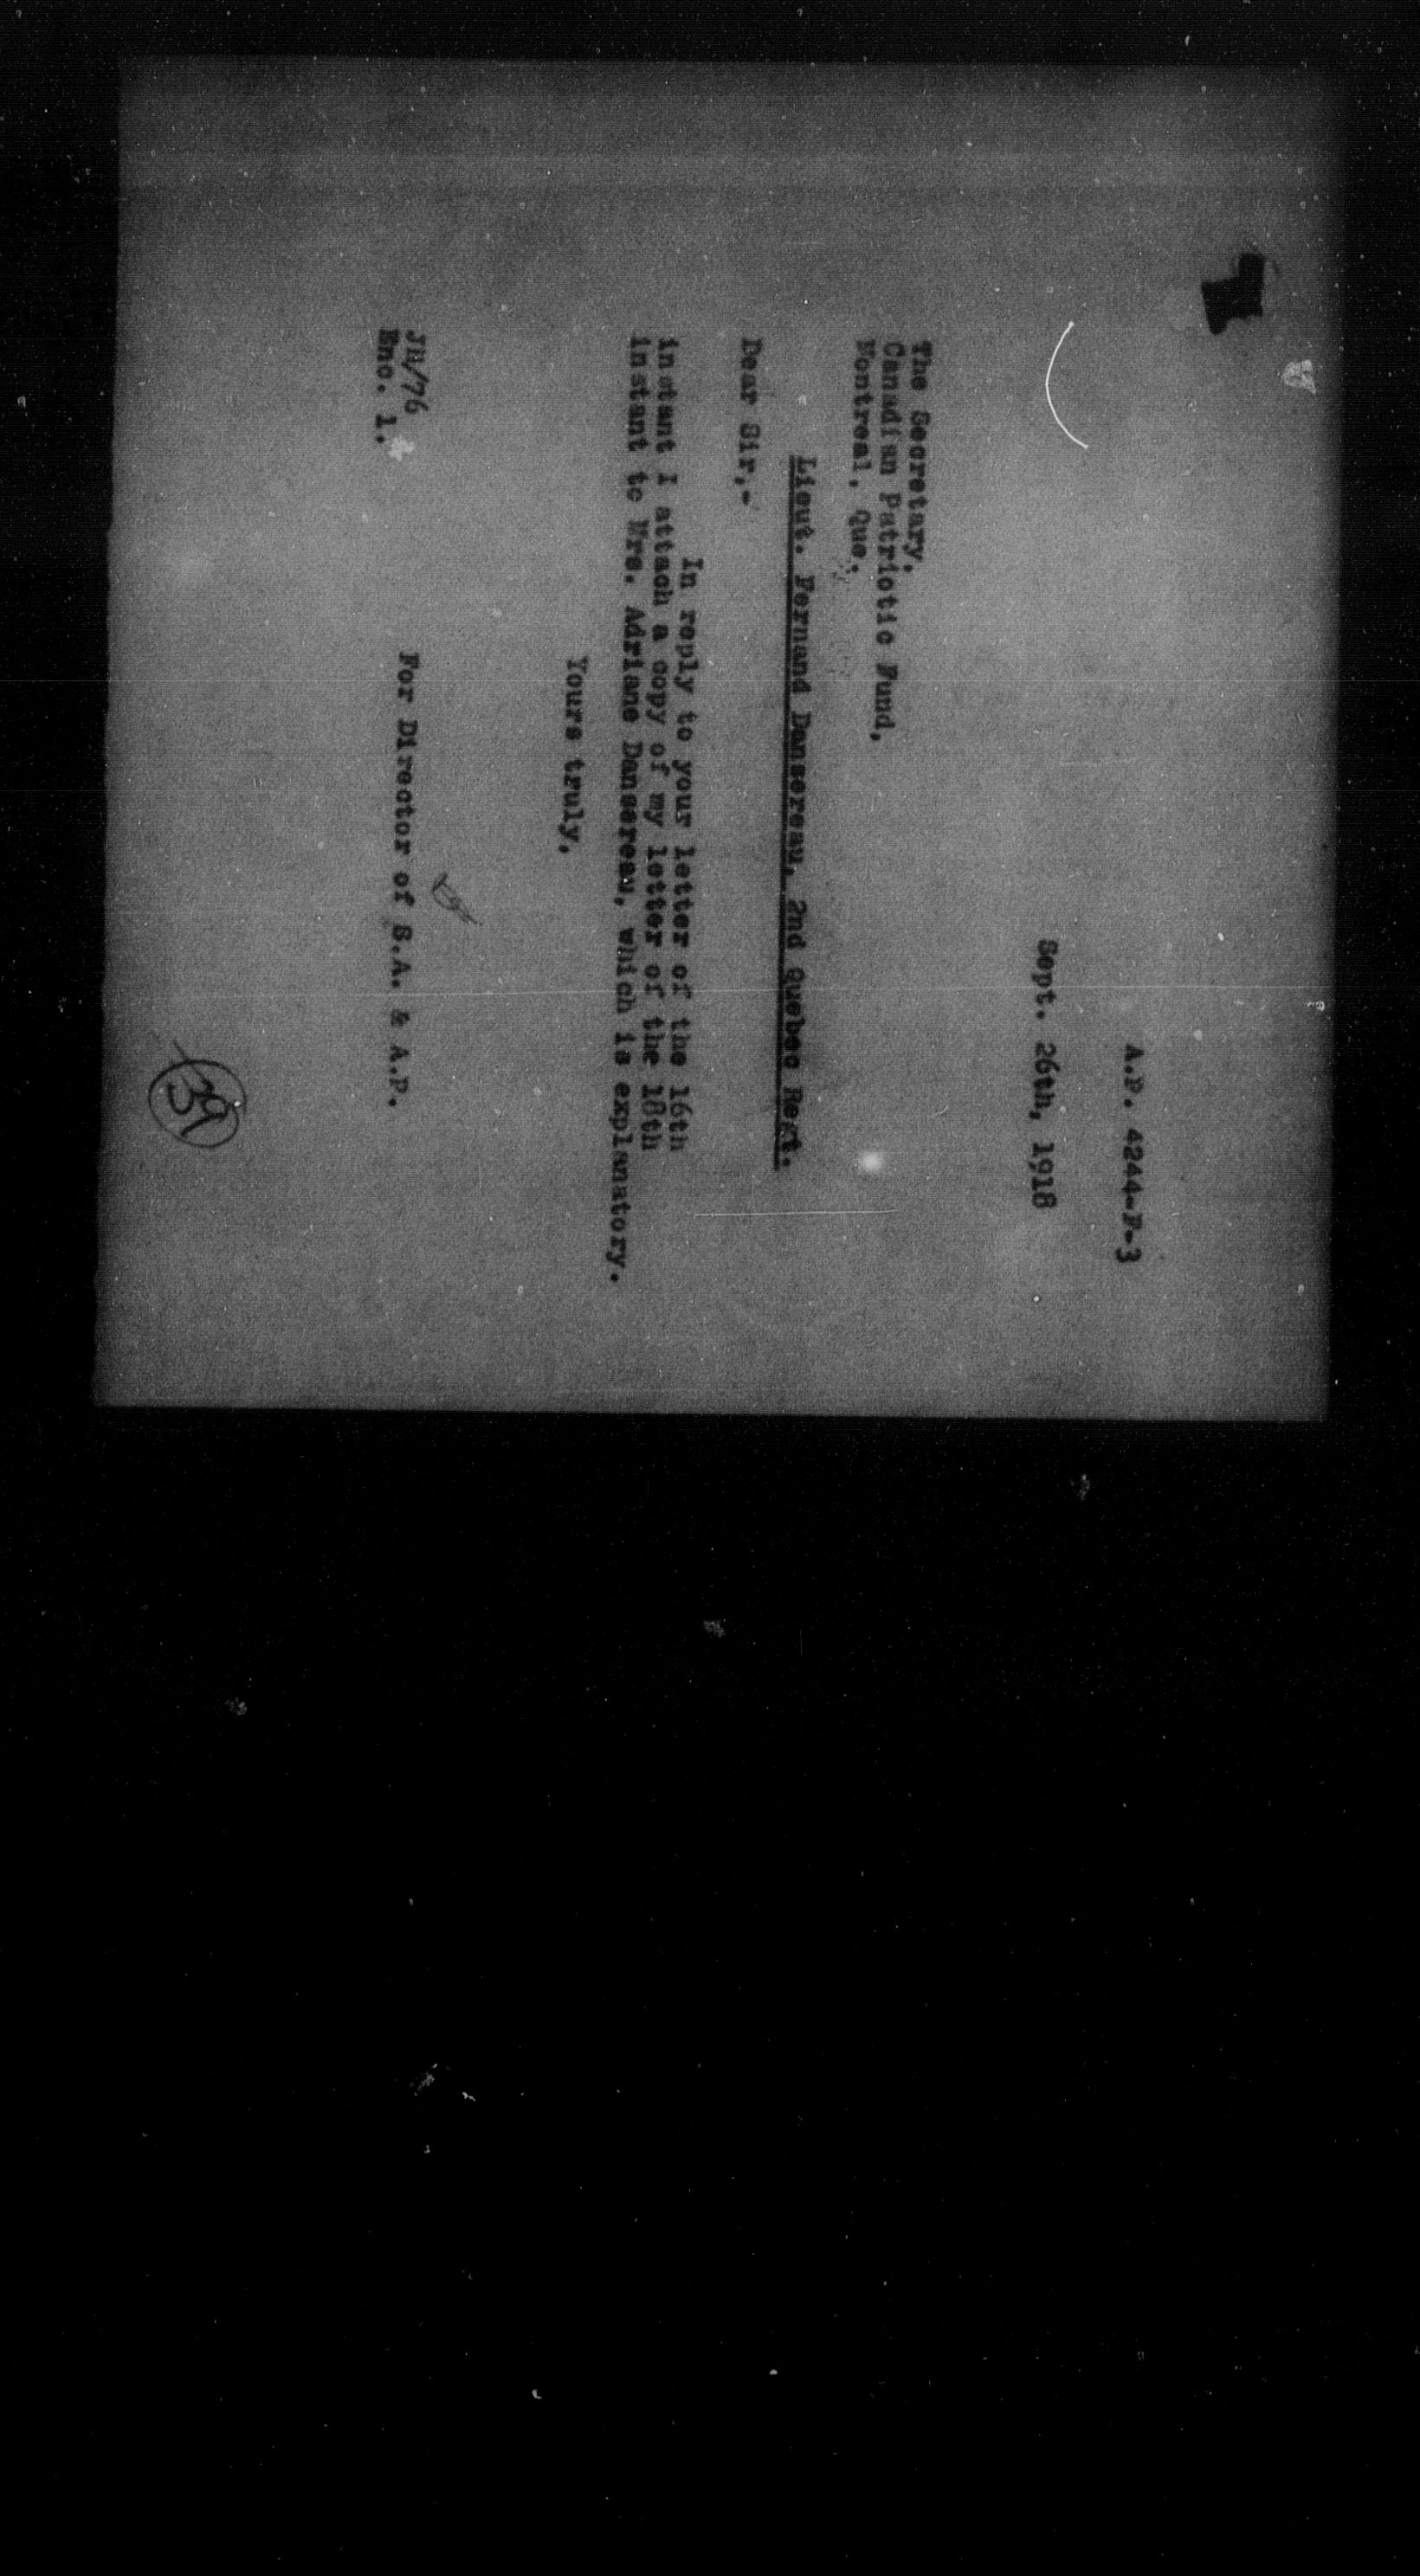 A.P. 4244-F-3
Sept. 26th, 1918
The Secretary,
Canadian Patriotic Fund,
Montreal, Que.
Lieut. Fernand Dansereau, 2nd Quebec Regt.
Dear Sir,-
In reply to your letter of the 16th
instant I attach a copy of my letter of the 18th
instant to Mrs. Adriane Dansereau, which is explanatory.
Yours truly,
For Director of S.A. & A.P.
JH/76
Enc. 1.
39